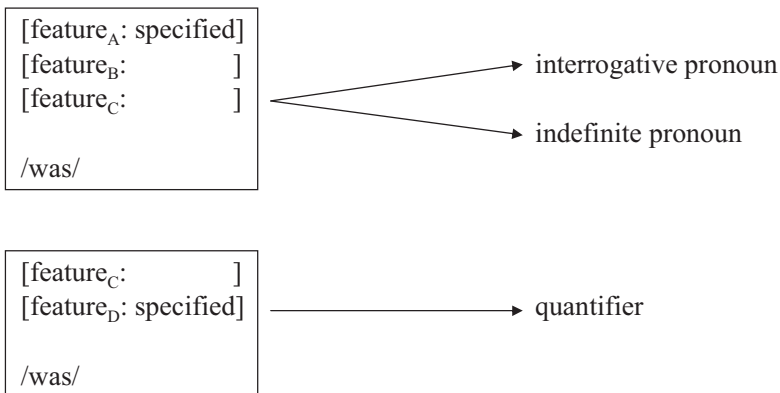 [feature_A: specified]
[feature_B: ]
interrogative pronoun
[feature_C: ]
indefinite pronoun
/was/
[feature_C: ]
[feature_D: specified]
quantifier
/was/